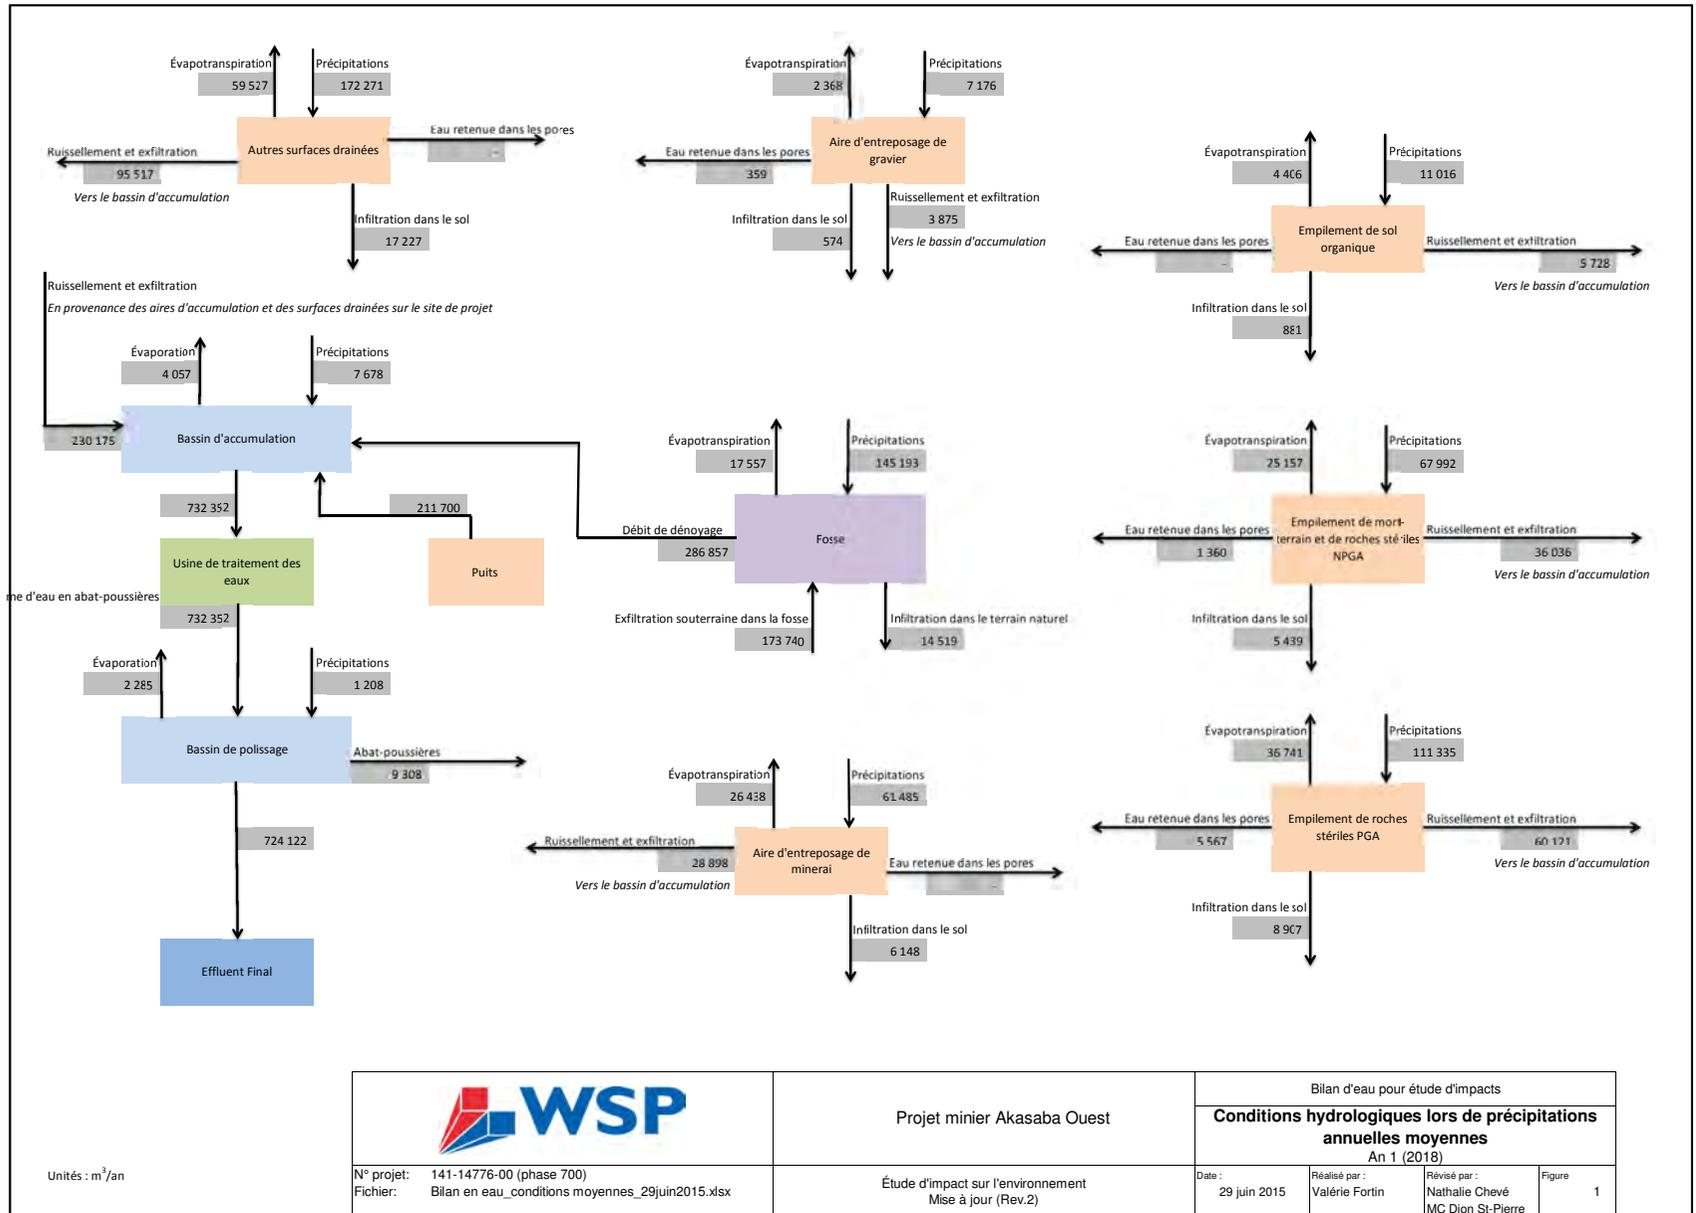 Évapotranspiration
59 527
Précipitations
172 271
Autres surfaces drainées
Eau retenue dans les pores
-
Ruissellement et exfiltration
95 517
Vers le bassin d'accumulation
Infiltration dans le sol
17 227
Évapotranspiration
2 368
Précipitations
7 176
Aire d'entreposage de
gravier
Eau retenue dans les pores
359
Infiltration dans le sol
574
Ruissellement et exfiltration
3 875
Vers le bassin d'accumulation
Évapotranspiration
4 406
Précipitations
11 016
Empilement de sol
organique
Eau retenue dans les pores
-
Ruissellement et exfiltration
5 728
Vers le bassin d'accumulation
Infiltration dans le sol
881
Ruissellement et exfiltration
En provenance des aires d'accumulation et des surfaces drainées sur le site de projet
Évaporation
4 057
Précipitations
7 678
230 175
Bassin d'accumulation
732 352
211 700
Usine de traitement des
eaux
Puits
me d'eau en abat-poussières
732 352
Évaporation
2 285
Précipitations
1 208
Bassin de polissage
Abat-poussières
9 308
724 122
Effluent Final
Évapotranspiration
17 557
Précipitations
145 193
Débit de dénoyage
286 857
Fosse
Exfiltration souterraine dans la fosse
173 740
Infiltration dans le terrain naturel
14 519
Évapotranspiration
26 438
Précipitations
61 485
Ruissellement et exfiltration
28 898
Vers le bassin d'accumulation
Aire d'entreposage de
minerai
Eau retenue dans les pores
-
Infiltration dans le sol
6 148
Évapotranspiration
25 157
Précipitations
67 992
Eau retenue dans les pores
1 360
Empilement de mort-
terrain et de roches stériles
NPGA
Ruissellement et exfiltration
36 036
Vers le bassin d'accumulation
Infiltration dans le sol
5 439
Évapotranspiration
36 741
Précipitations
111 335
Eau retenue dans les pores
5 567
Empilement de roches
stériles PGA
Ruissellement et exfiltration
60 121
Vers le bassin d'accumulation
Infiltration dans le sol
8 907
Unités : m³/an
WSP
N° projet: 141-14776-00 (phase 700)
Fichier: Bilan en eau_conditions moyennes_29juin2015.xlsx
Projet minier Akasaba Ouest
Étude d'impact sur l'environnement
Mise à jour (Rev.2)
Bilan d'eau pour étude d'impacts
Conditions hydrologiques lors de précipitations
annuelles moyennes
An 1 (2018)
Date :
29 juin 2015
Réalisé par :
Valérie Fortin
Révisé par :
Nathalie Chevé
MC Dion St-Pierre
Figure
1